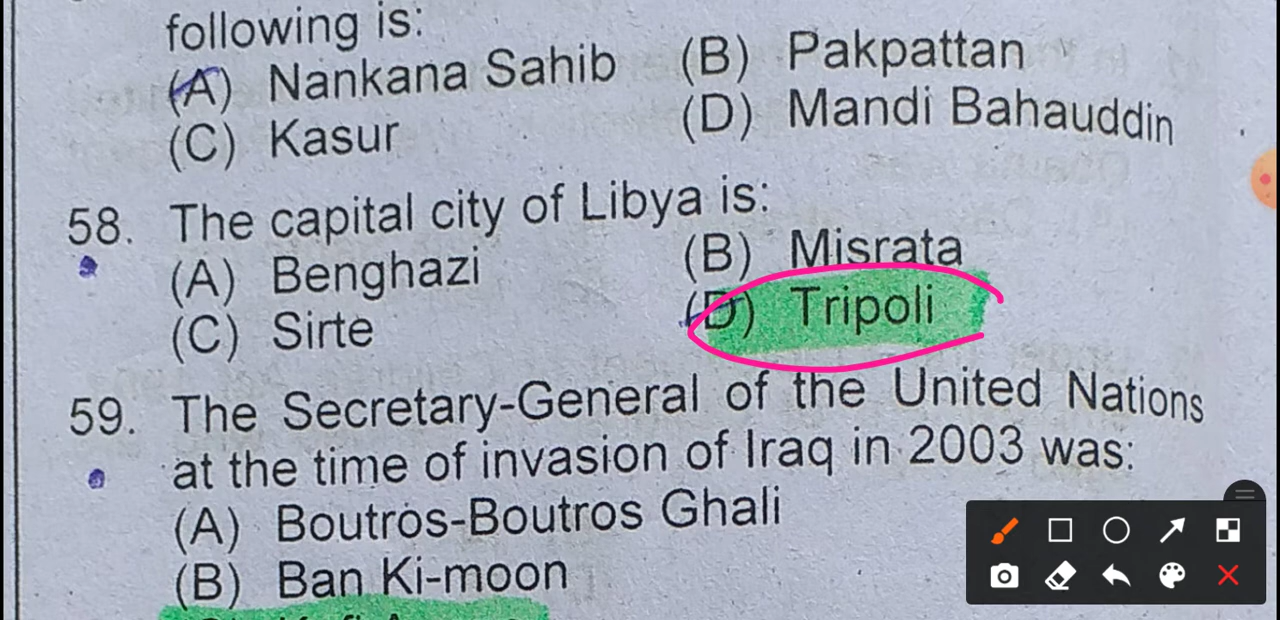 following is:
(A) Nankana Sahib (B) Pakpattan
(C) Kasur (D) Mandi Bahauddin
58. The capital city of Libya is:
(A) Benghazi (B) Misrata
(C) Sirte (D) Tripoli
59. The Secretary-General of the United Nations
at the time of invasion of Iraq in 2003 was:
(A) Boutros-Boutros Ghali
(B) Ban Ki-moon